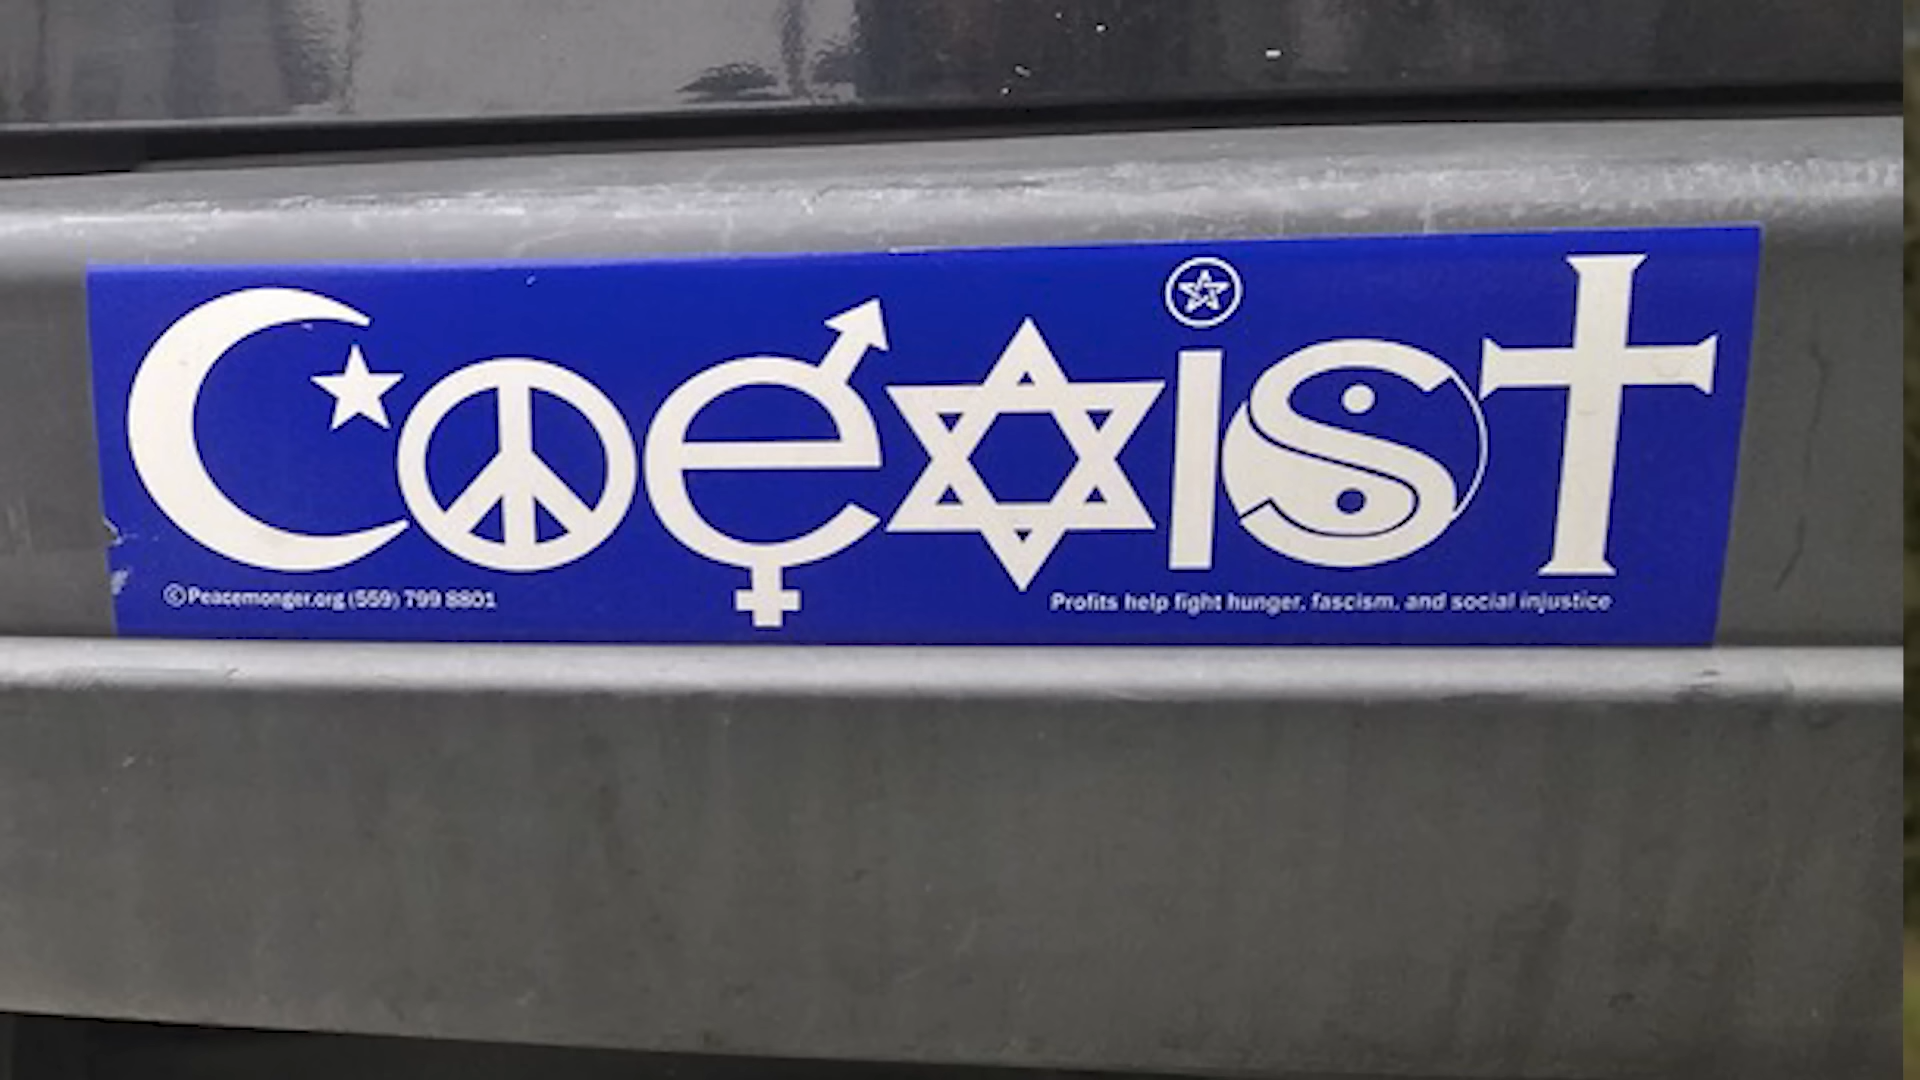 Coexist
©Peacemonger.org (559) 799 8801
Profits help fight hunger, fascism, and social injustice